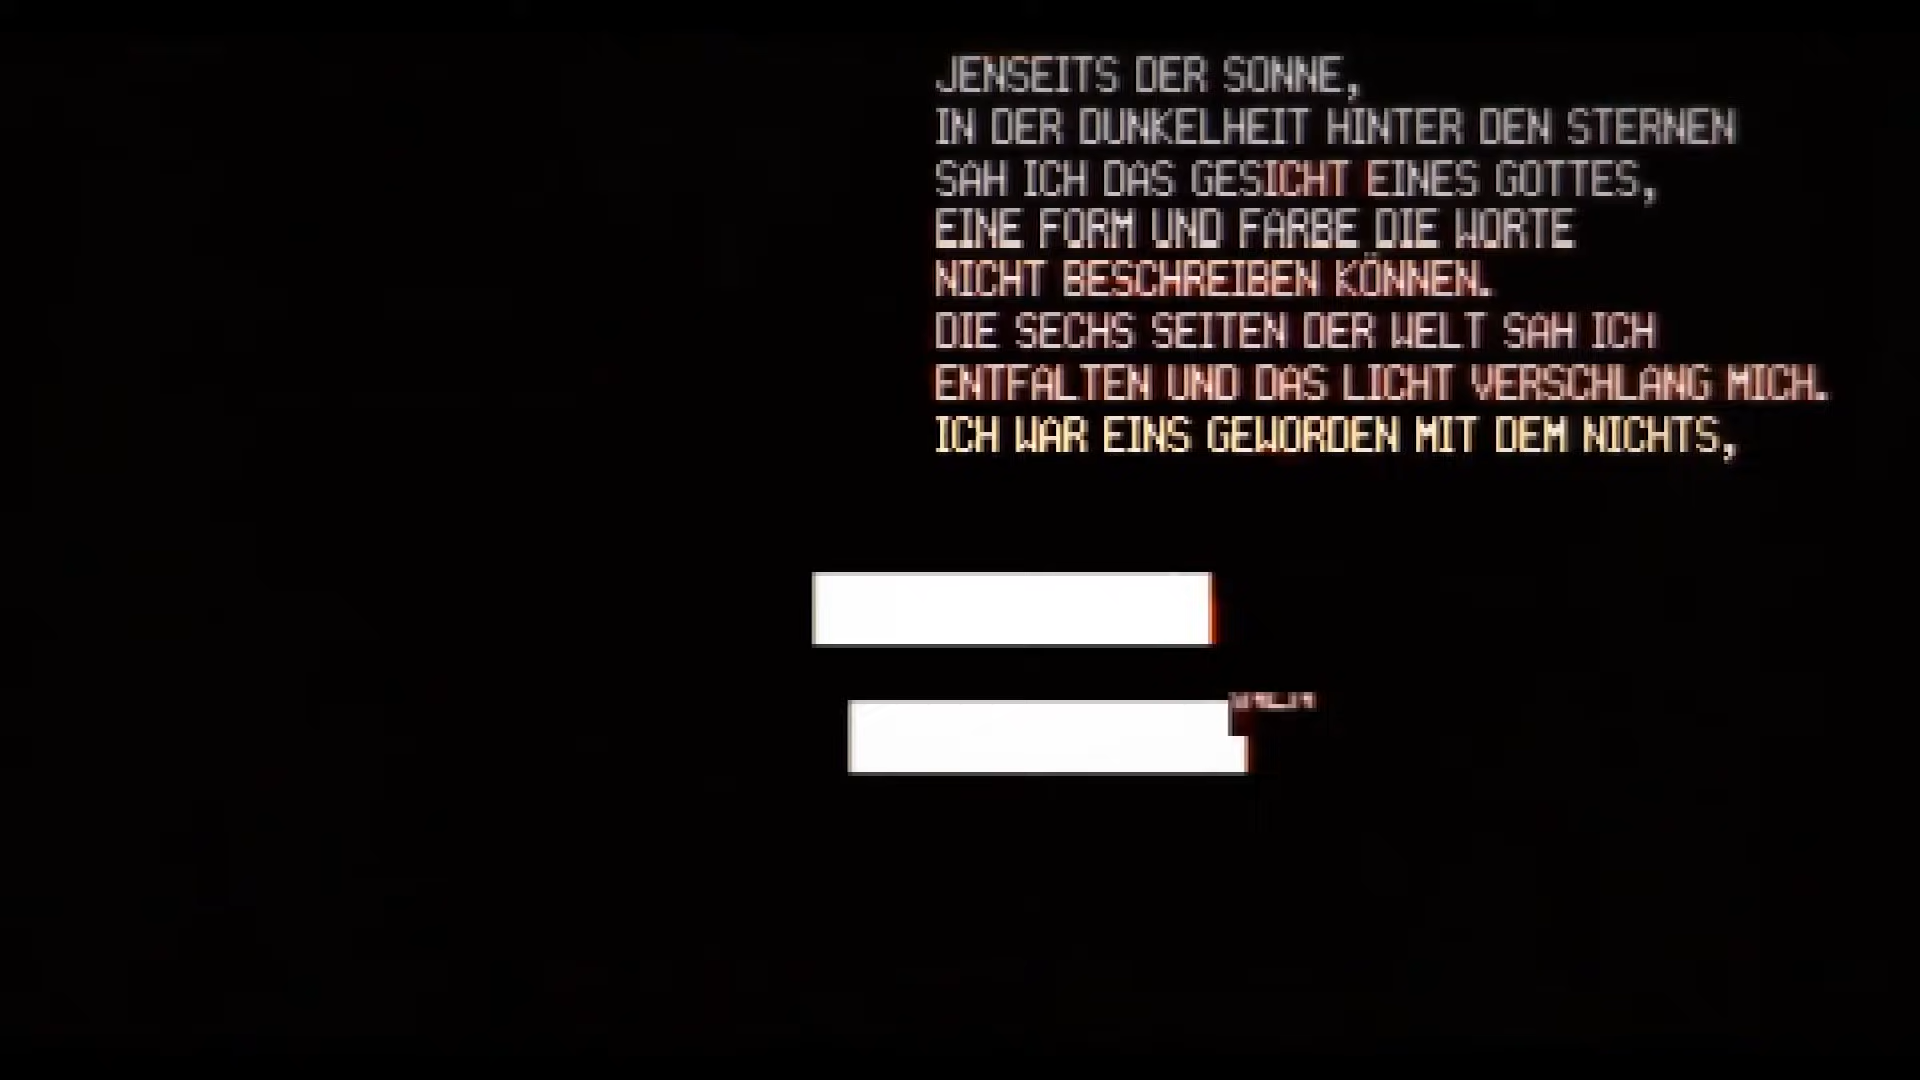 JENSEITS DER SONNE,
IN DER DUNKELHEIT HINTER DEN STERNEN
SAH ICH DAS GESICHT EINES GOTTES,
EINE FORM UND FARBE DIE WORTE
NICHT BESCHREIBEN KÖNNEN.
DIE SECHS SEITEN DER WELT SAH ICH
ENTFALTEN UND DAS LICHT VERSCHLANG MICH.
ICH WAR EINS GEWORDEN MIT DEM NICHTS,